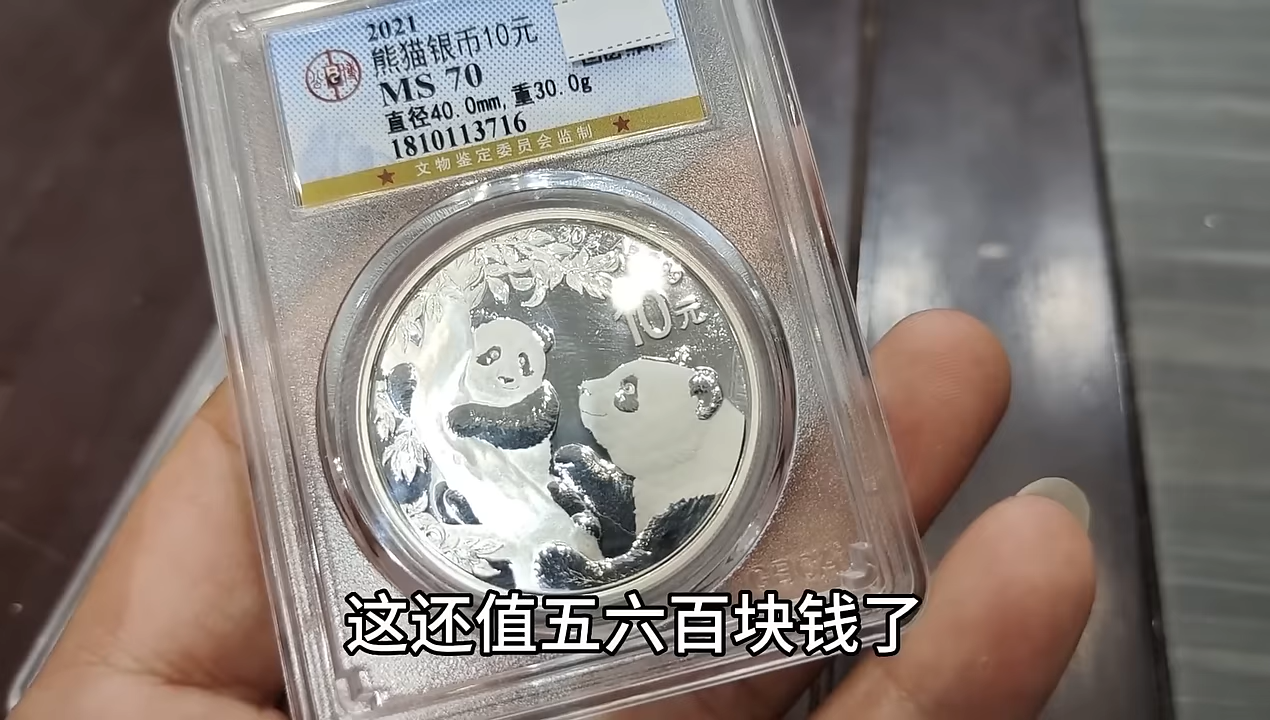 2021
熊猫银币10元
MS 70
直径40.0mm,重30.0g
1810113716
★ 文物鉴定委员会监制 ★
30g
10元
这还值五六百块钱了